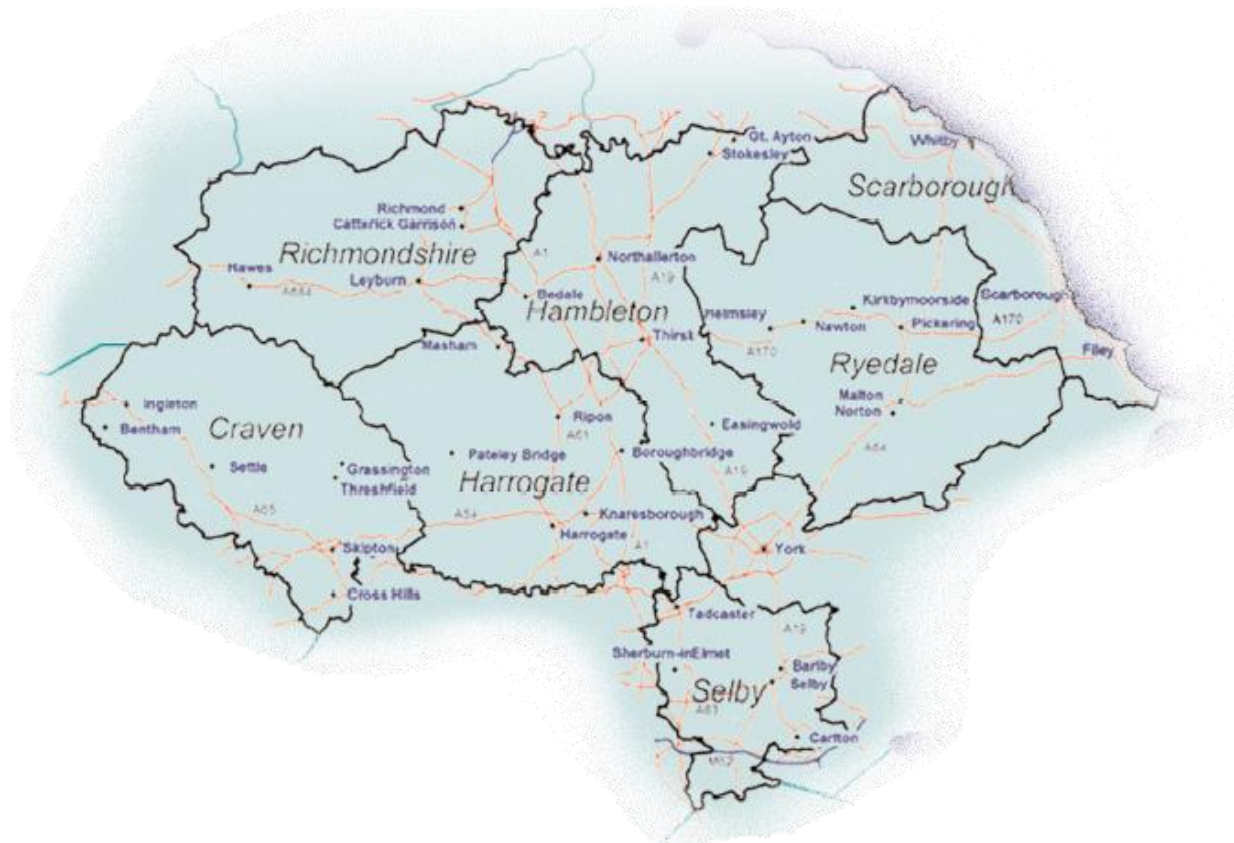 Gt. Ayton
Whitby
Stokesley
Scarborough
Richmond
Catterick Garrison
Richmondshire
A1
Northallerton
Hawes
A684
Leyburn
A19
Bedale
Scarborough
Hambleton
Helmsley
Kirkbymoorside
Newton
Pickering
A170
Masham
Thirsk
A170
Filey
Ryedale
Ingleton
Malton
Norton
Bentham
Craven
Ripon
A61
Easingwold
Settle
Grassington
Threshfield
Pateley Bridge
Boroughbridge
A64
Harrogate
A19
A65
A59
Knaresborough
Harrogate
A1
Skipton
York
Cross Hills
Tadcaster
A19
Sherburn-inElmet
Barlby
Selby
Selby
A63
Carlton
M62